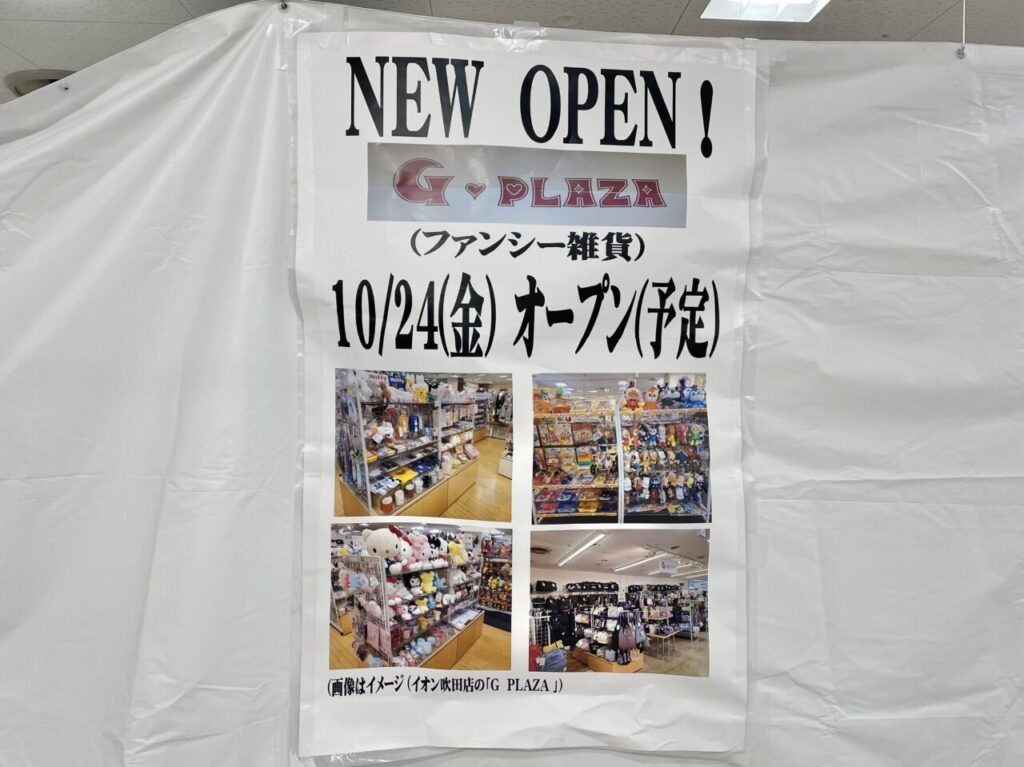 NEW OPEN!
G♥PLAZA
(ファンシー雑貨)
10/24(金) オープン(予定)
miffy
(画像はイメージ (イオン吹田店の「G PLAZA」)